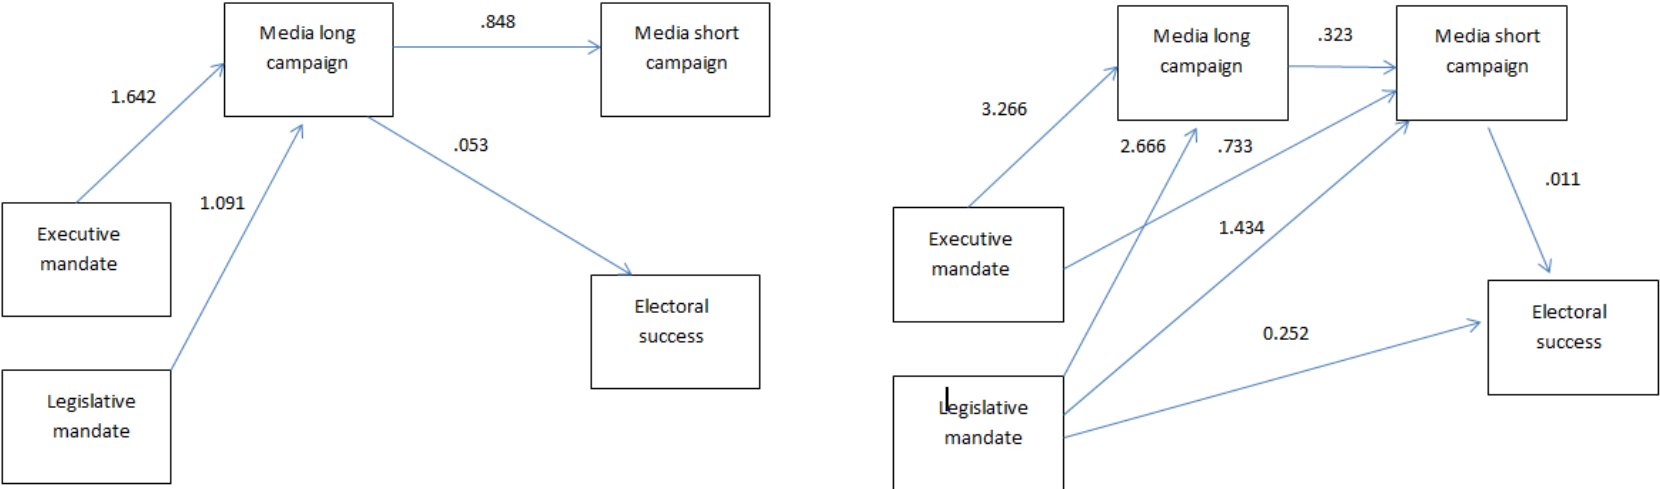 Media long
campaign
.848
Media short
campaign
1.642
.053
1.091
Executive
mandate
Electoral
success
Legislative
mandate
Media long
campaign
.323
Media short
campaign
3.266
2.666
.733
.011
1.434
Executive
mandate
0.252
Electoral
success
Legislative
mandate